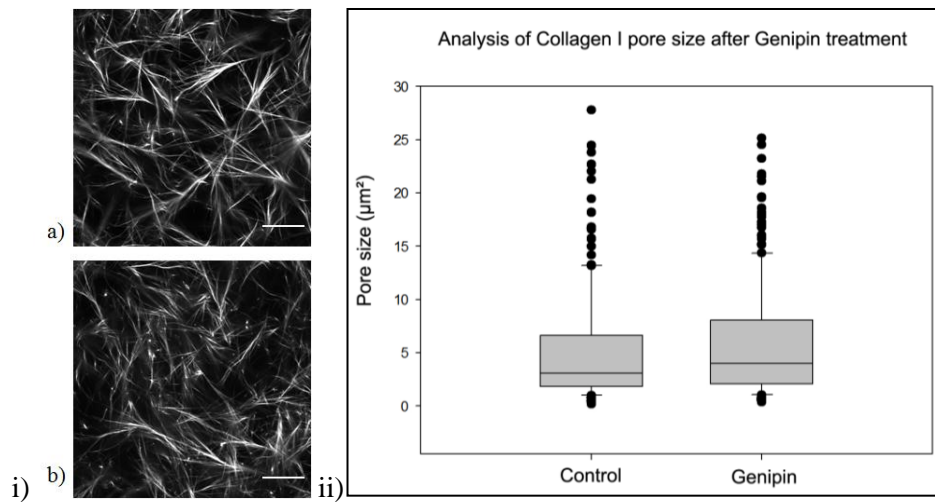 a)
b)
i)
ii)
Analysis of Collagen I pore size after Genipin treatment
Pore size (µm²)
30
25
20
15
10
5
0
Control Genipin